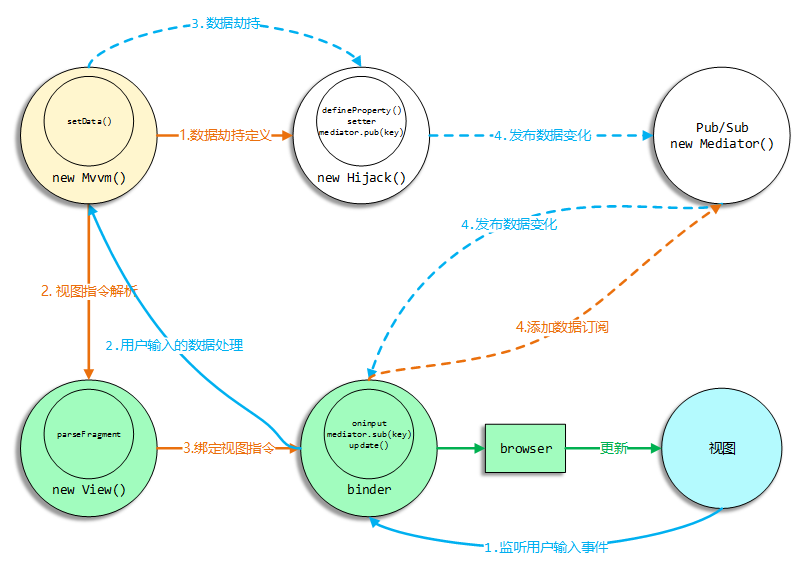 3.数据劫持
setData()
new Mvvm()
1.数据劫持定义
defineProperty()
setter
mediator.pub(key)
new Hijack()
4.发布数据变化
Pub/Sub
new Mediator()
4.发布数据变化
2.视图指令解析
4.添加数据订阅
2.用户输入的数据处理
parseFragment
new View()
3.绑定视图指令
oninput
mediator.sub(key)
update()
binder
browser
更新
视图
1.监听用户输入事件